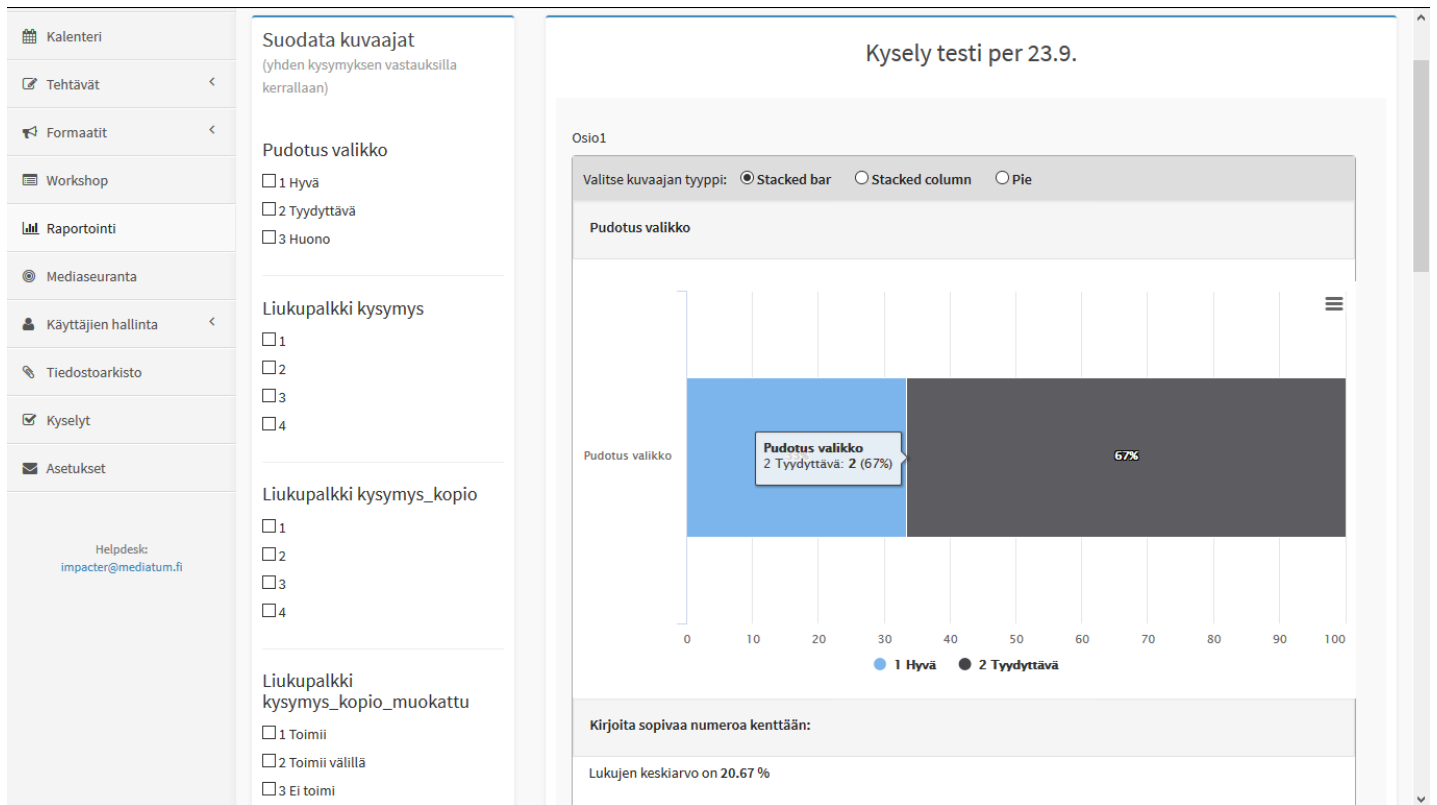 Kalenteri
Tehtävät
Formaatit
Workshop
Raportointi
Mediaseuranta
Käyttäjien hallinta
Tiedostoarkisto
Kyselyt
Asetukset
Helpdesk:
impacter@mediatum.fi
Suodata kuvaajat
(yhden kysymyksen vastauksilla
kerrallaan)
Pudotus valikko
1 Hyvä
2 Tyydyttävä
3 Huono
Liukupalkki kysymys
1
2
3
4
Liukupalkki kysymys_kopio
1
2
3
4
Liukupalkki
kysymys_kopio_muokattu
1 Toimii
2 Toimii välillä
3 Ei toimi
Kysely testi per 23.9.
Osio1
Valitse kuvaajan tyyppi: Stacked bar Stacked column Pie
Pudotus valikko
Pudotus valikko
Pudotus valikko
2 Tyydyttävä: 2 (67%)
67%
0 10 20 30 40 50 60 70 80 90 100
1 Hyvä 2 Tyydyttävä
Kirjoita sopivaa numeroa kenttään:
Lukujen keskiarvo on 20.67 %